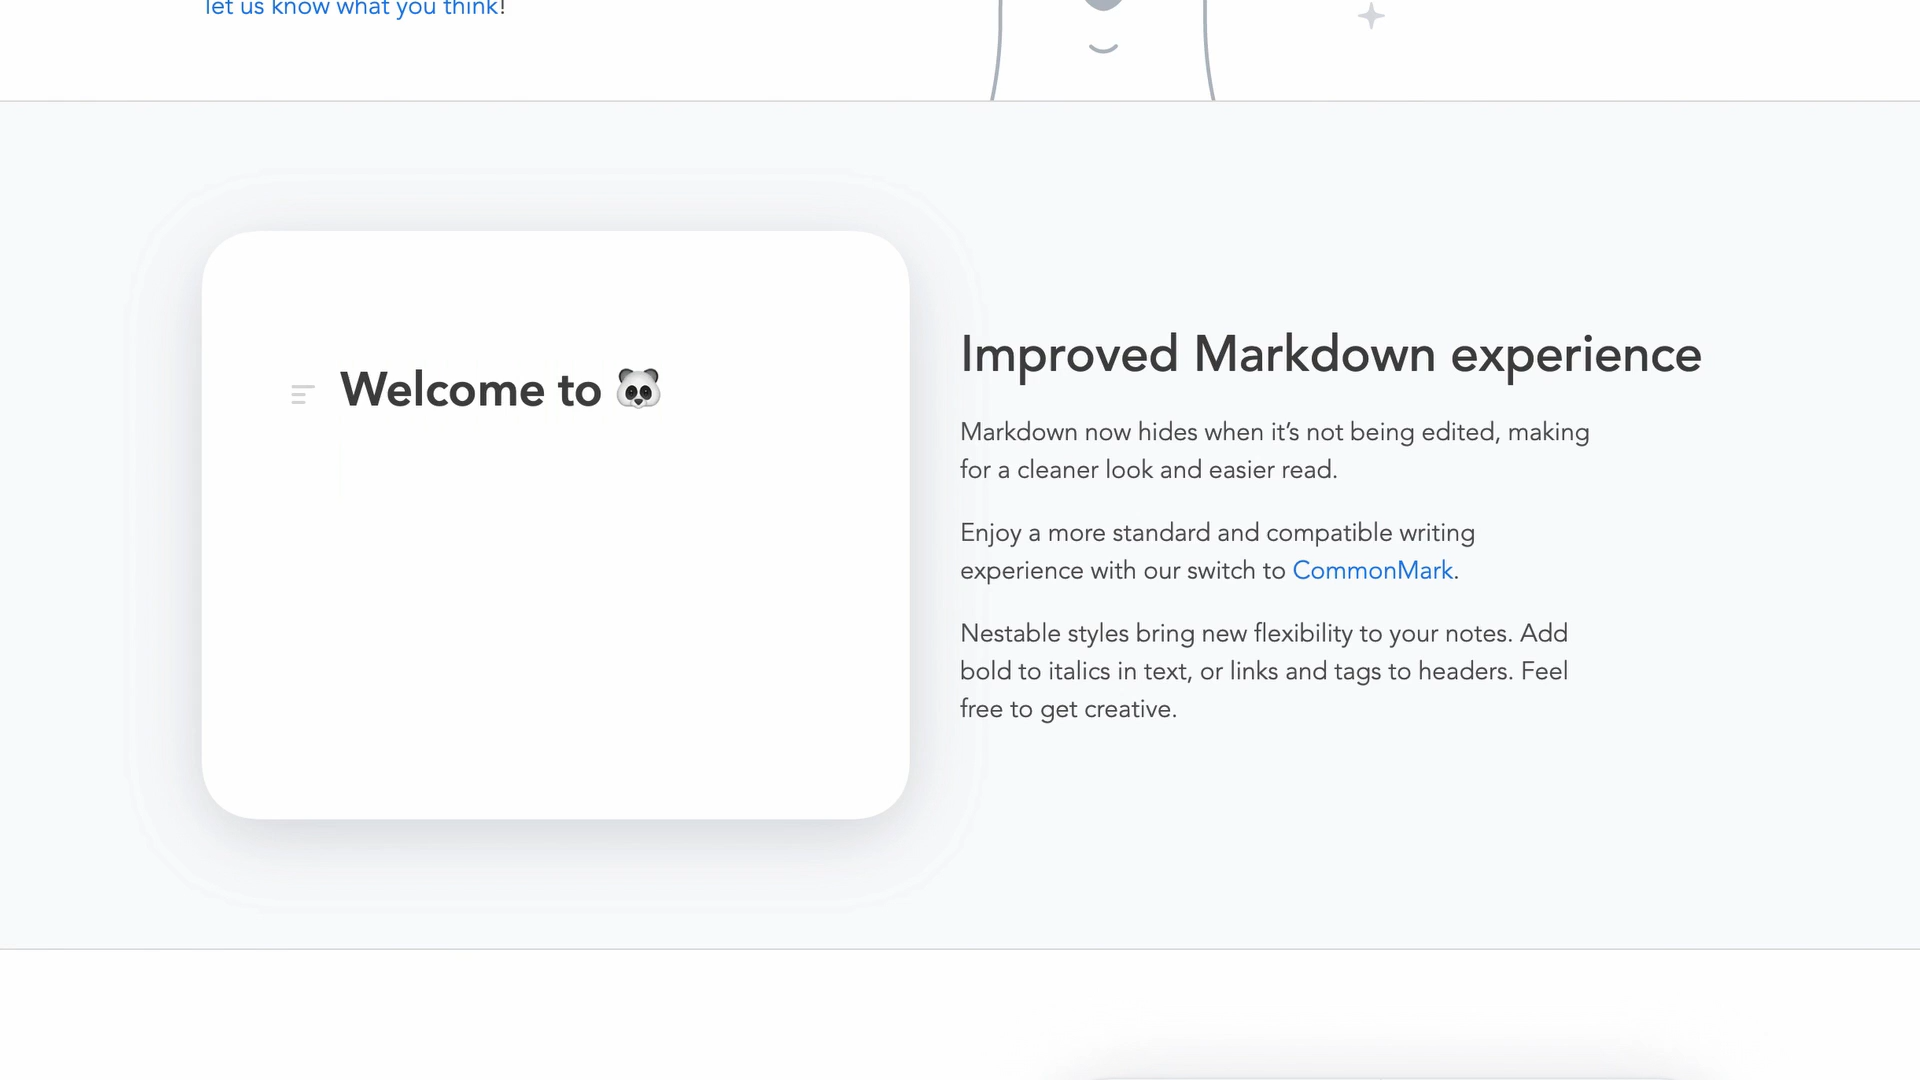 let us know what you think!
Welcome to 🐼
Improved Markdown experience
Markdown now hides when it’s not being edited, making
for a cleaner look and easier read.
Enjoy a more standard and compatible writing
experience with our switch to CommonMark.
Nestable styles bring new flexibility to your notes. Add
bold to italics in text, or links and tags to headers. Feel
free to get creative.